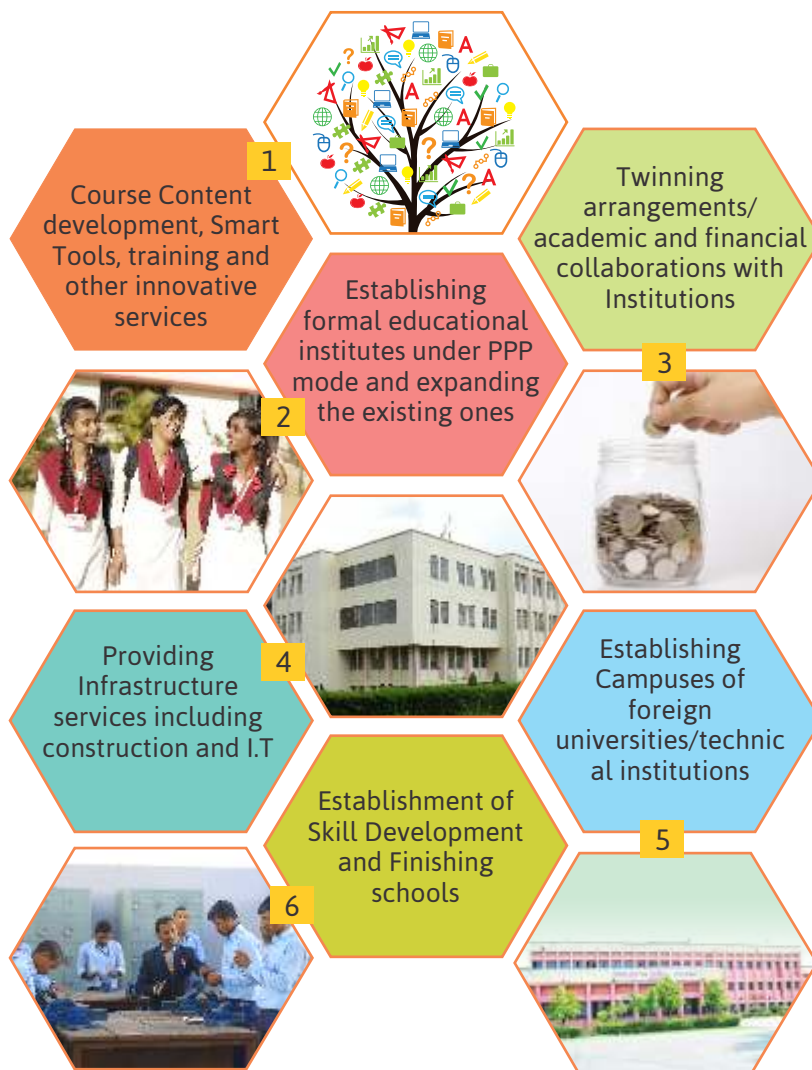 1
Course Content
development, Smart
Tools, training and
other innovative
services
2
Establishing
formal educational
institutes under PPP
mode and expanding
the existing ones
3
Twinning
arrangements/
academic and financial
collaborations with
Institutions
4
Providing
Infrastructure
services including
construction and I.T
5
Establishing
Campuses of
foreign
universities/technic
al institutions
6
Establishment of
Skill Development
and Finishing
schools